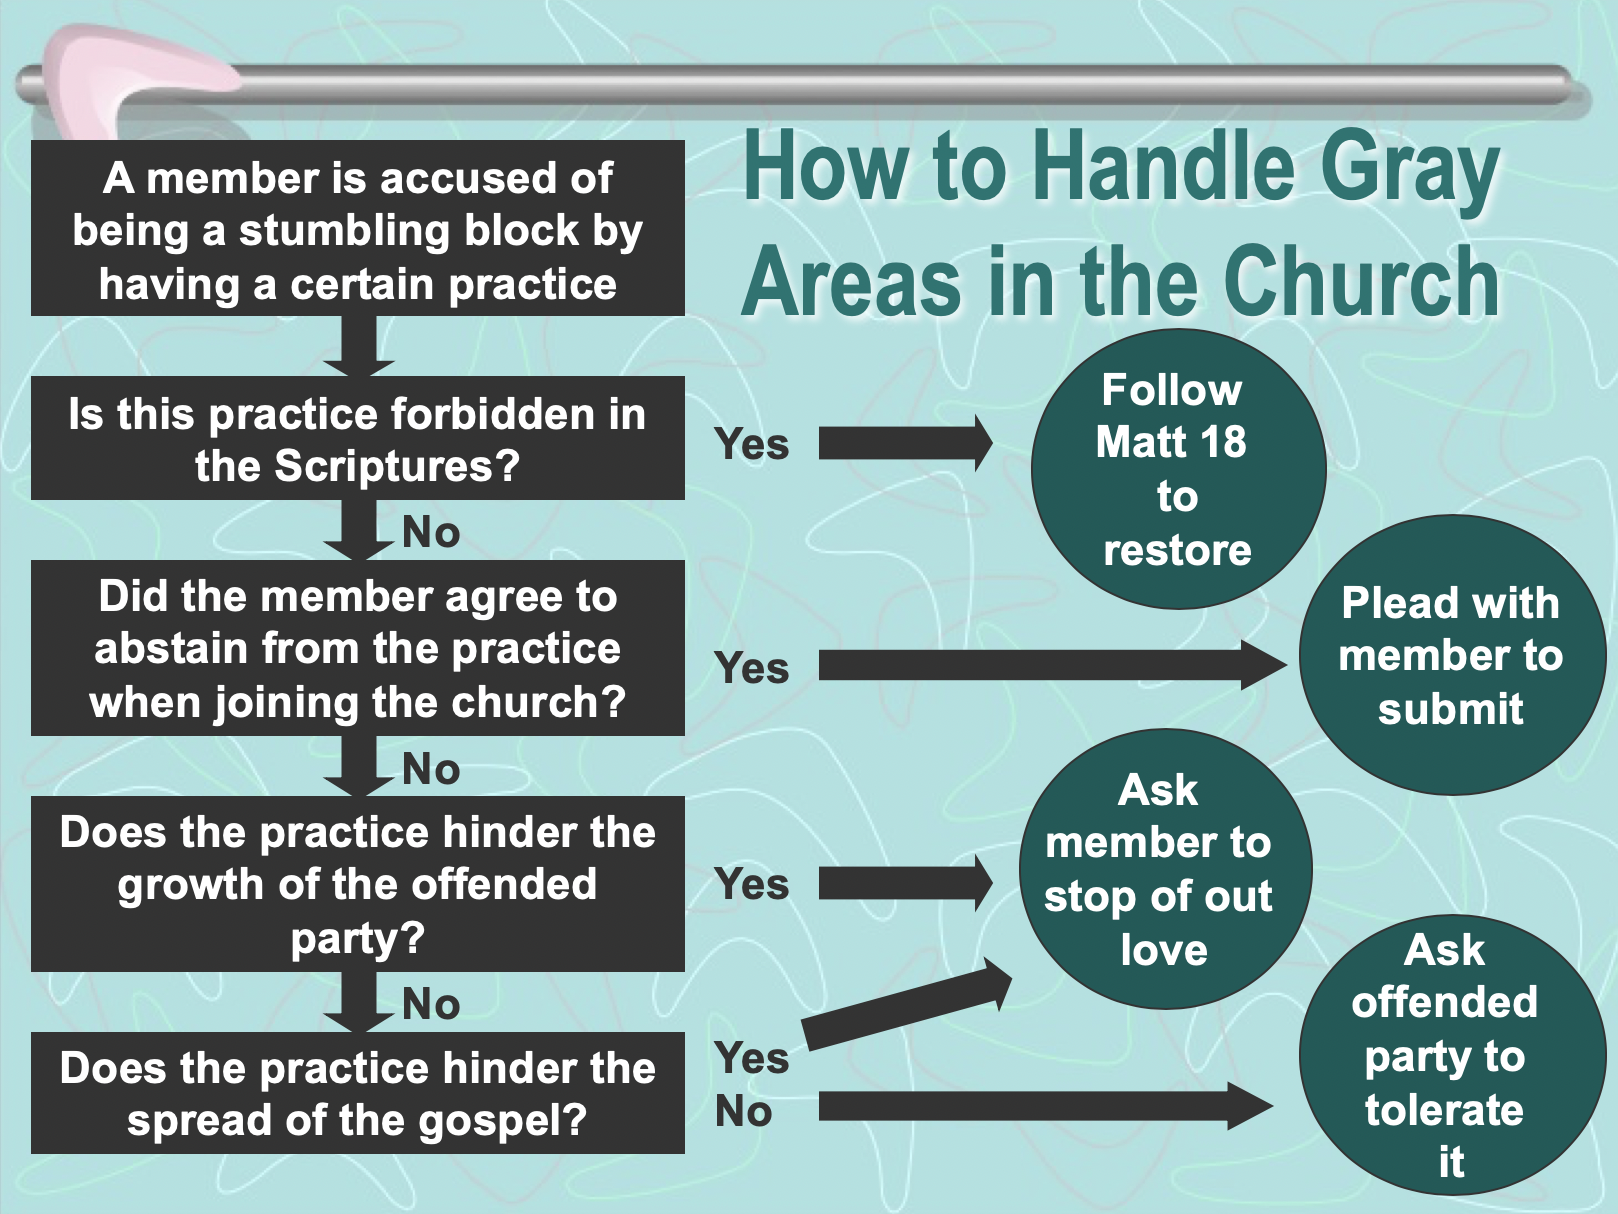 How to Handle Gray
Areas in the Church
A member is accused of
being a stumbling block by
having a certain practice
Is this practice forbidden in
the Scriptures?
Yes
Follow
Matt 18
to
restore
No
Did the member agree to
abstain from the practice
when joining the church?
Yes
Plead with
member to
submit
No
Does the practice hinder the
growth of the offended
party?
Yes
Ask
member to
stop of out
love
No
Does the practice hinder the
spread of the gospel?
Yes
No
Ask
offended
party to
tolerate
it